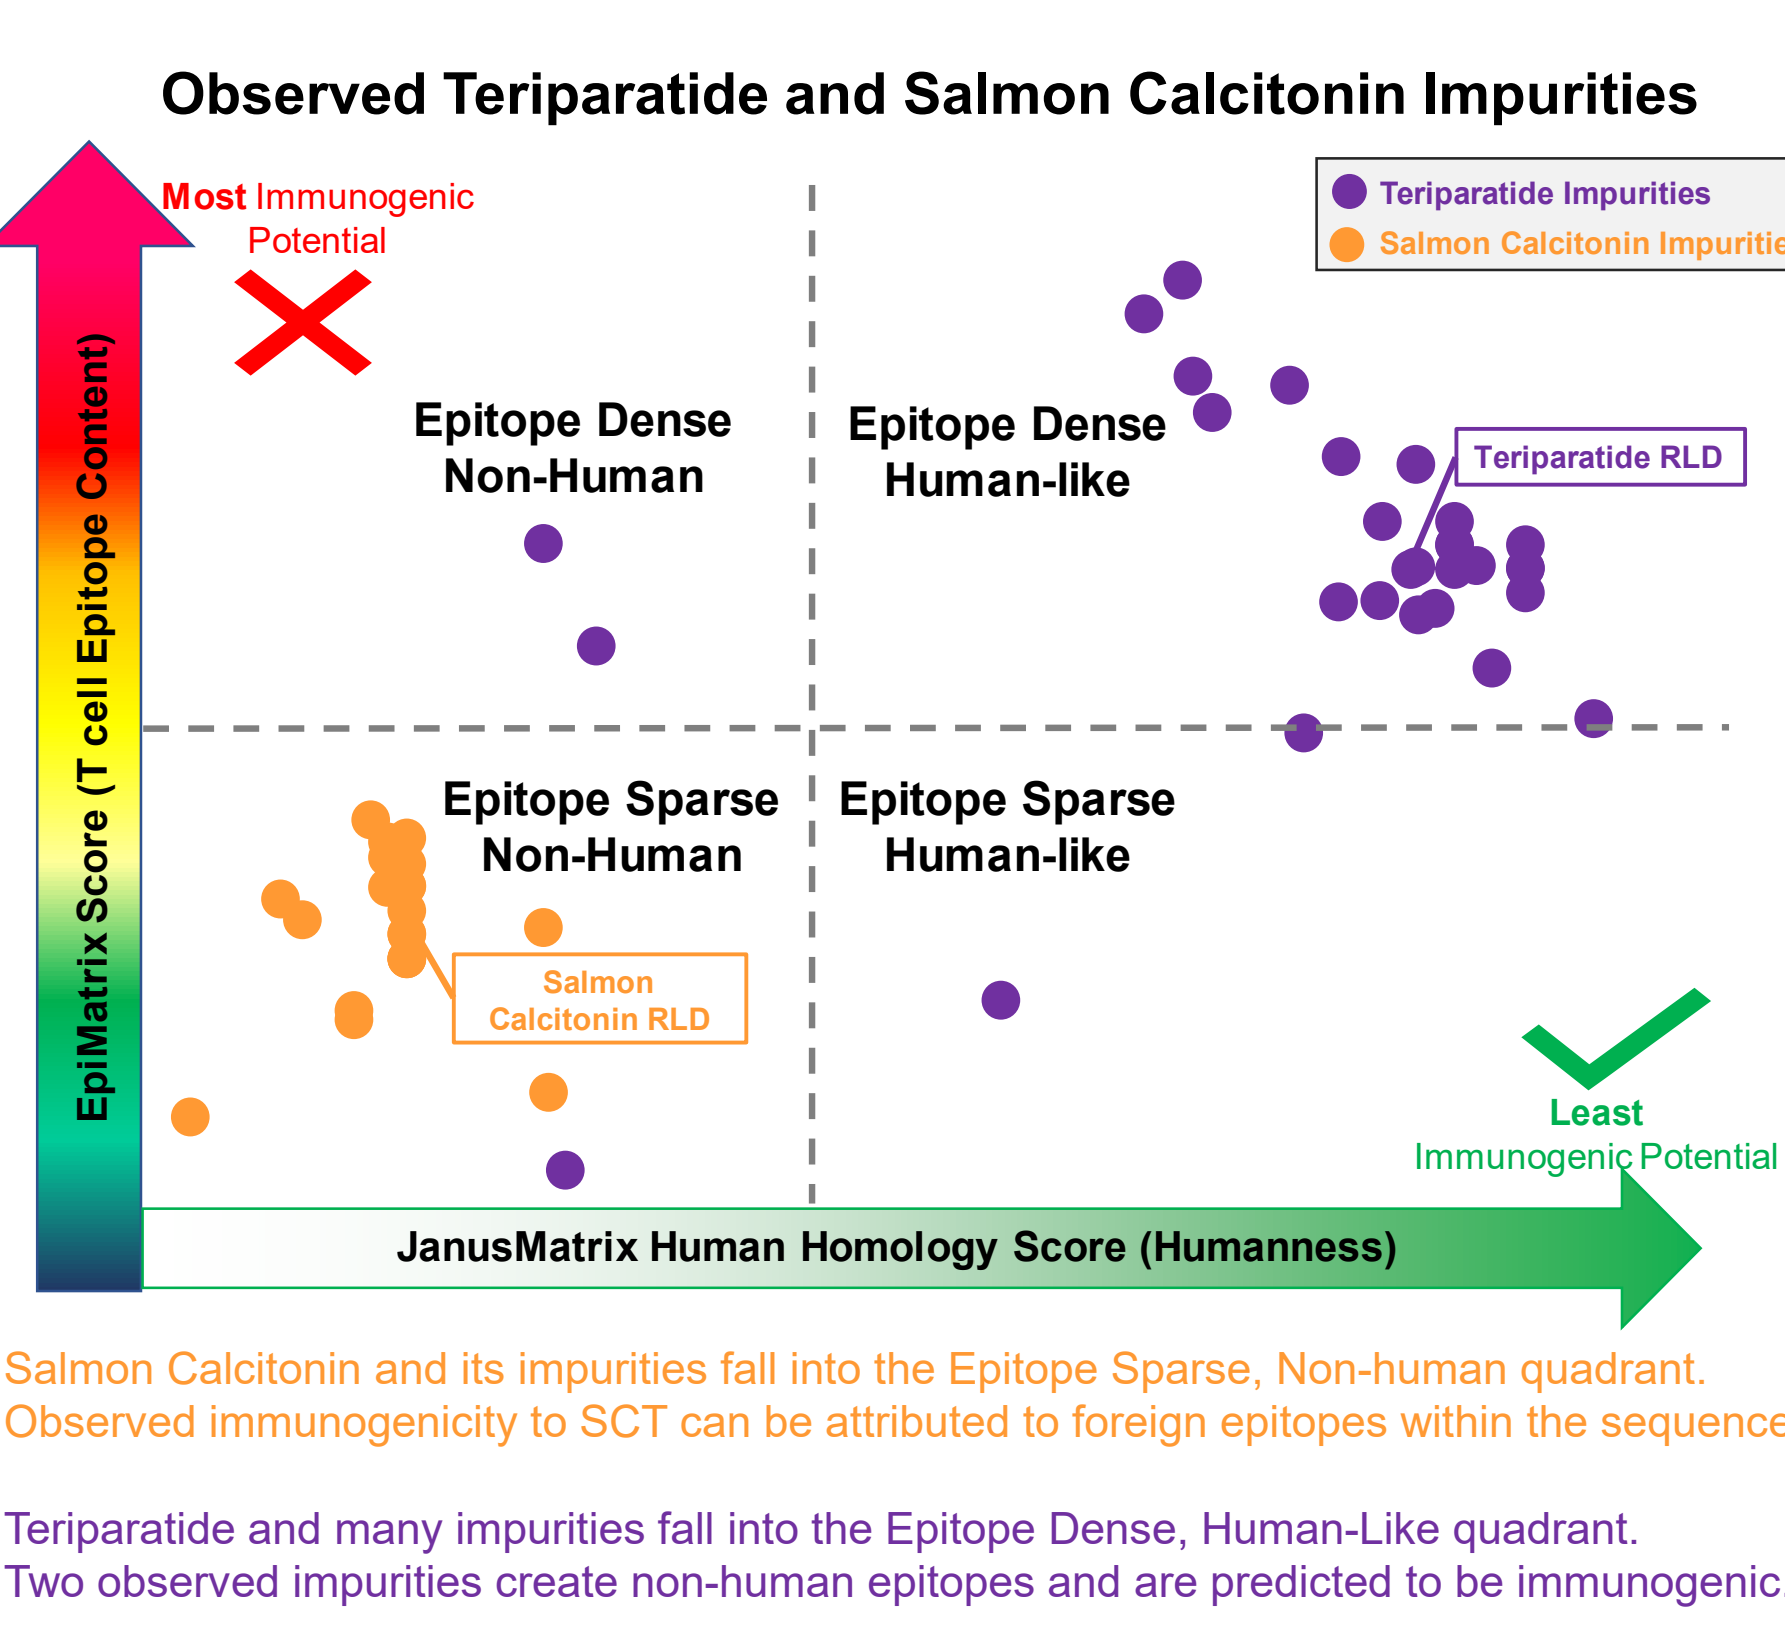 Observed Teriparatide and Salmon Calcitonin Impurities
Most Immunogenic
Potential
Teriparatide Impurities
Salmon Calcitonin Impuritie
Epitope Dense
Non-Human
Epitope Dense
Human-like
Teriparatide RLD
EpiMatrix Score (T cell Epitope Content)
Epitope Sparse
Non-Human
Epitope Sparse
Human-like
Salmon
Calcitonin RLD
Least
Immunogenic Potential
JanusMatrix Human Homology Score (Humanness)
Salmon Calcitonin and its impurities fall into the Epitope Sparse, Non-human quadrant.
Observed immunogenicity to SCT can be attributed to foreign epitopes within the sequence
Teriparatide and many impurities fall into the Epitope Dense, Human-Like quadrant.
Two observed impurities create non-human epitopes and are predicted to be immunogenic.